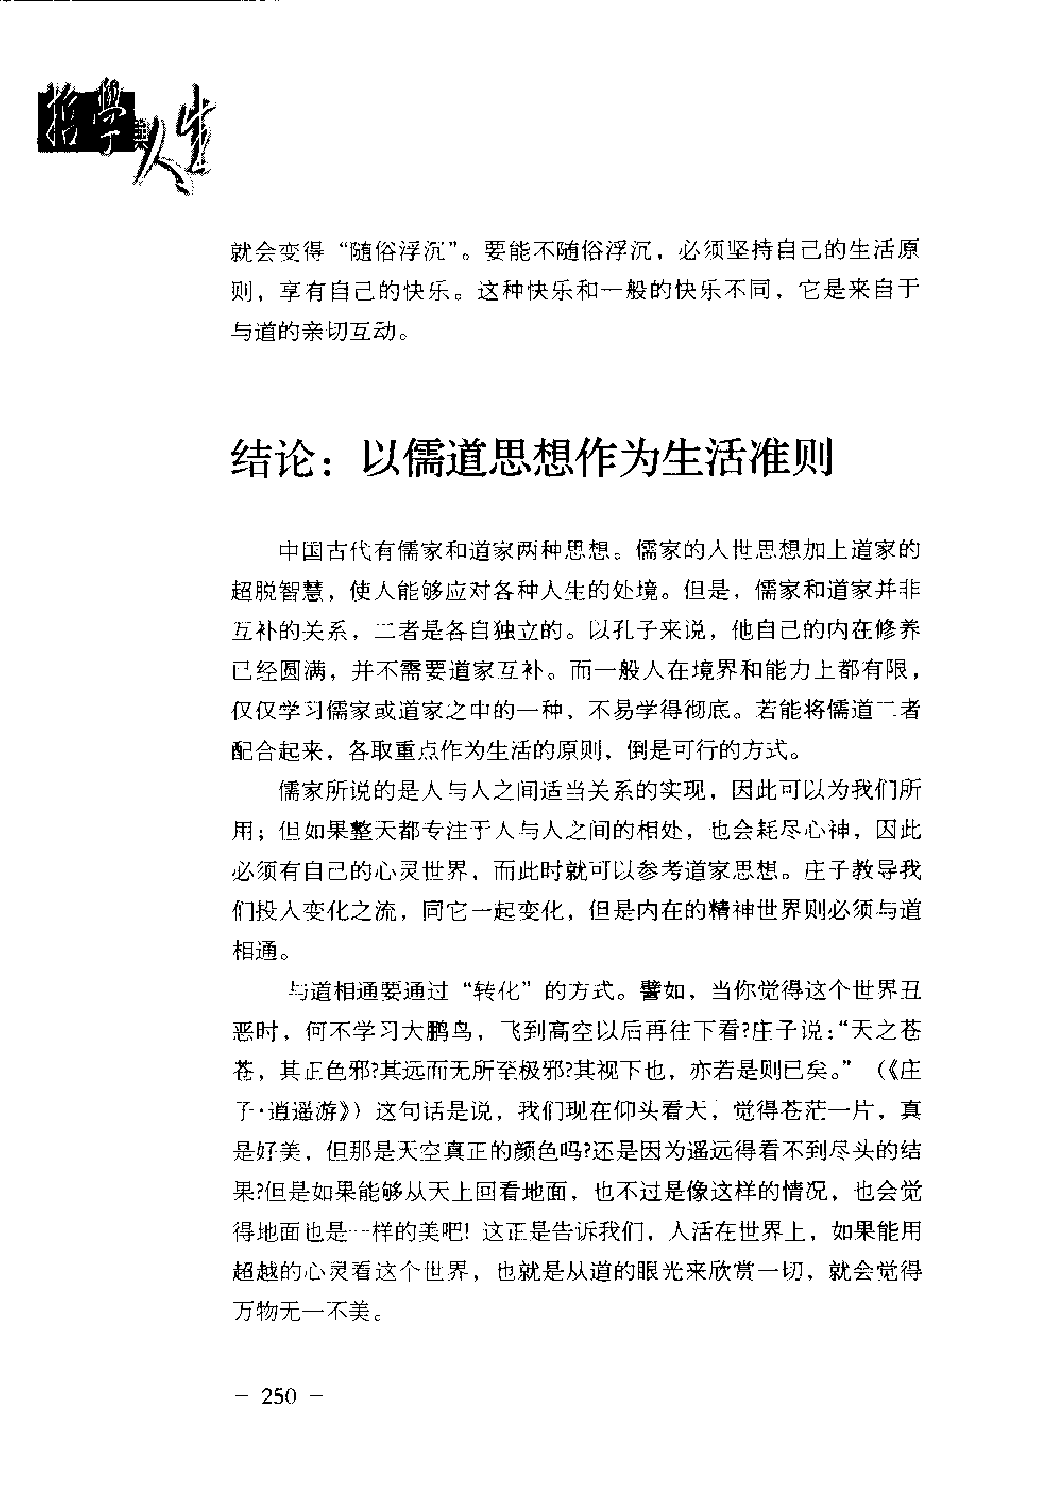 哲學與人生
就会变得“随俗浮沉”。要能不随俗浮沉，必须坚持自己的生活原
则，享有自己的快乐。这种快乐和一般的快乐不同，它是来自于
与道的亲切互动。
结论：以儒道思想作为生活准则
中国古代有儒家和道家两种思想。儒家的入世思想加上道家的
超脱智慧，使人能够应对各种人生的处境。但是，儒家和道家并非
互补的关系，二者是各自独立的。以孔子来说，他自己的内在修养
已经圆满，并不需要道家互补。而一般人在境界和能力上都有限，
仅仅学习儒家或道家之中的一种，不易学得彻底。若能将儒道二者
配合起来，各取重点作为生活的原则，倒是可行的方式。
儒家所说的是人与人之间适当关系的实现，因此可以为我们所
用；但如果整天都专注于人与人之间的相处，也会耗尽心神，因此
必须有自己的心灵世界，而此时就可以参考道家思想。庄子教导我
们投入变化之流，同它一起变化，但是内在的精神世界则必须与道
相通。
与道相通要通过“转化”的方式。譬如，当你觉得这个世界丑
恶时，何不学习大鹏鸟，飞到高空以后再往下看?庄子说：“天之苍
苍，其正色邪?其远而无所至极邪?其视下也，亦若是则已矣。”（《庄
子·逍遥游》）这句话是说，我们现在仰头看天，觉得苍茫一片，真
是好美，但那是天空真正的颜色吗?还是因为遥远得看不到尽头的结
果?但是如果能够从天上回看地面，也不过是像这样的情况，也会觉
得地面也是一样的美吧! 这正是告诉我们，人活在世界上，如果能用
超越的心灵看这个世界，也就是从道的眼光来欣赏一切，就会觉得
万物无一不美。
－ 250 －